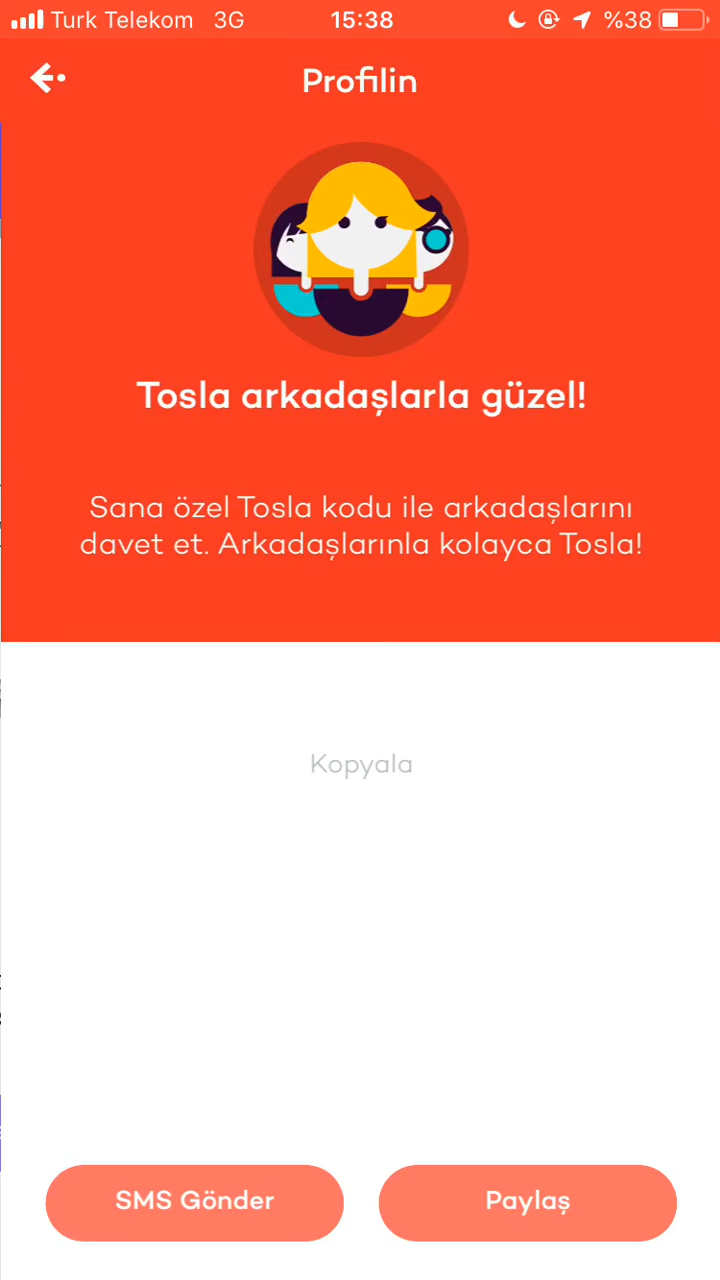 Turk Telekom 3G 15:38 %38
Profilin
Tosla arkadaşlarla güzel!
Sana özel Tosla kodu ile arkadaşlarını
davet et. Arkadaşlarınla kolayca Tosla!
Kopyala
SMS Gönder Paylaş